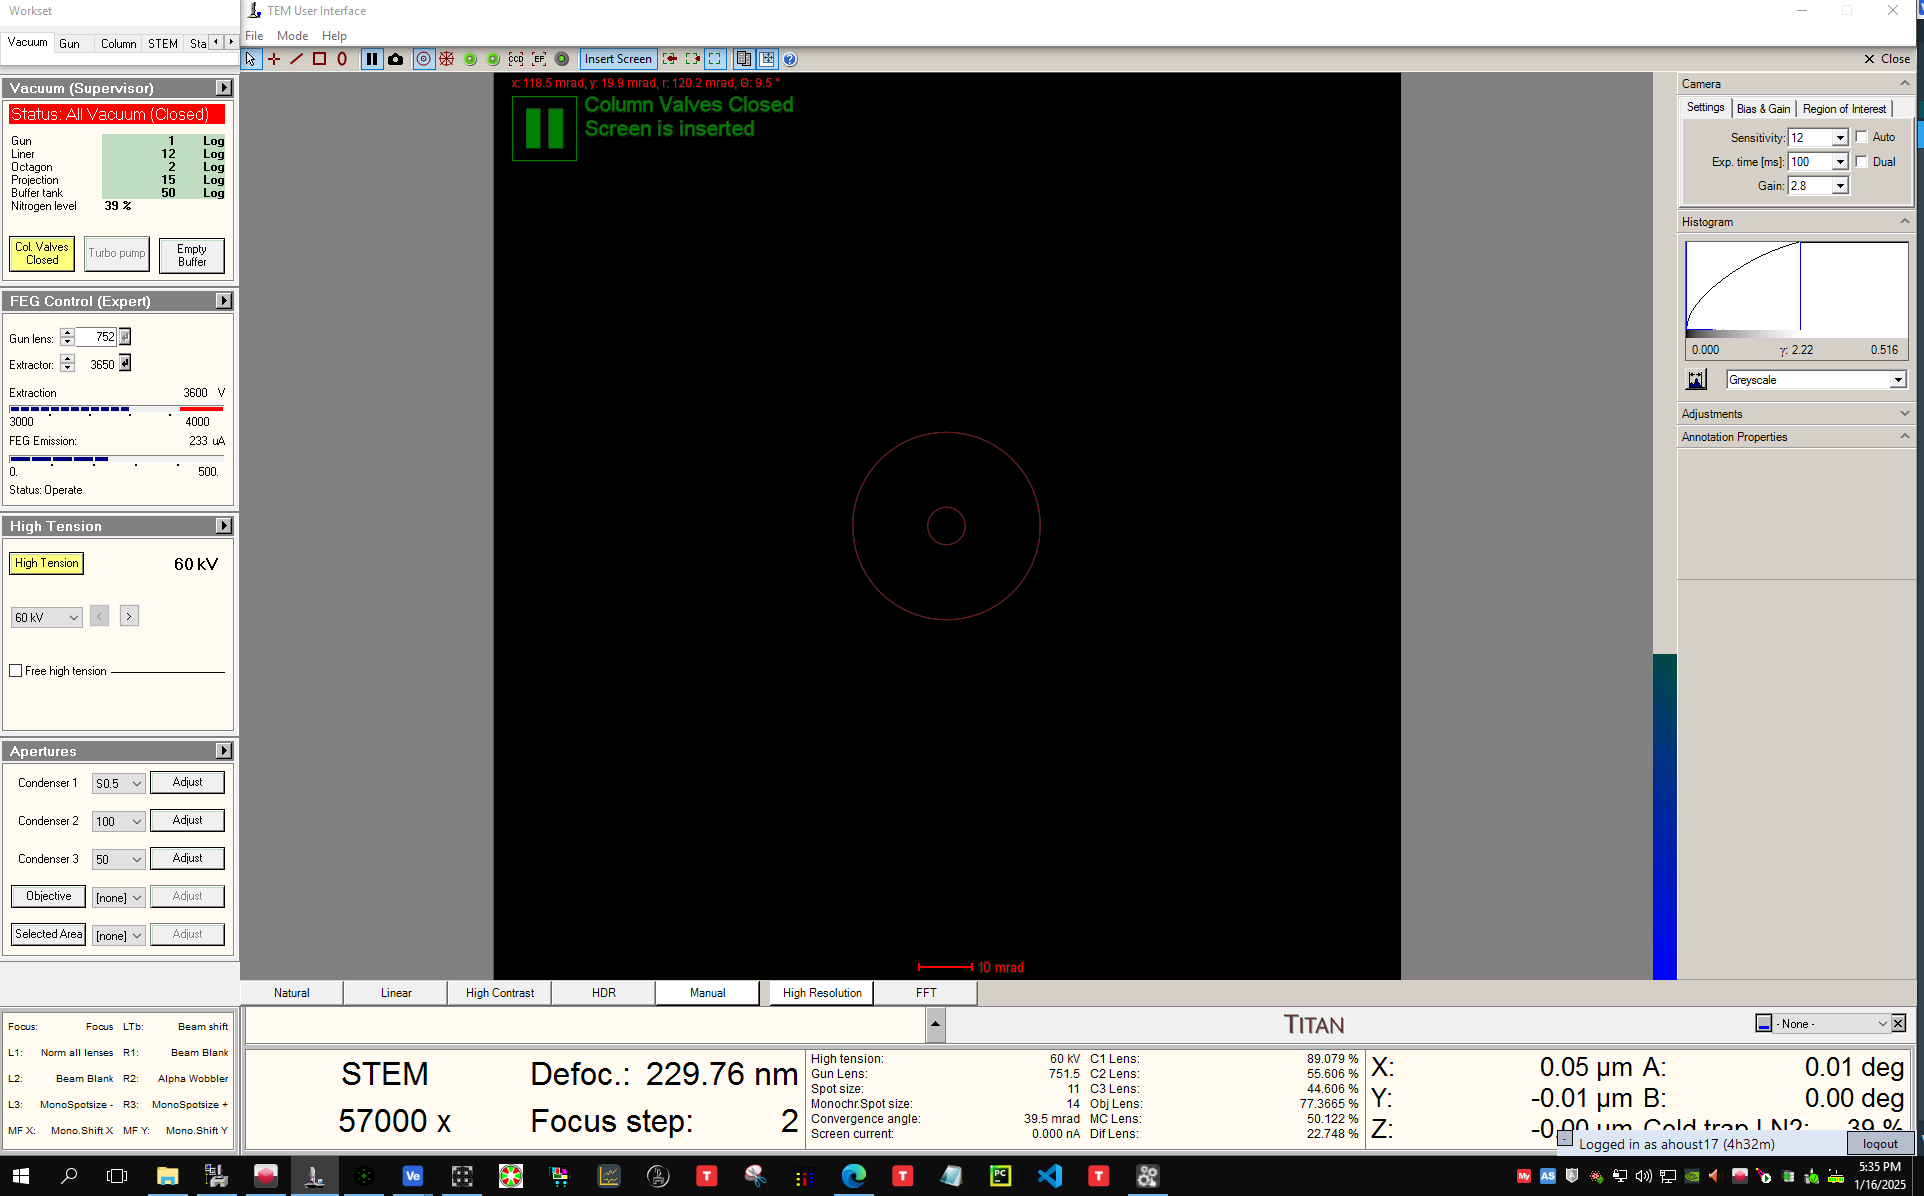 Workset
TEM User Interface
Vacuum Gun Column STEM Sta
File Mode Help
Insert Screen
Close
Vacuum (Supervisor)
Status: All Vacuum (Closed)
Gun 1 Log
Liner 12 Log
Octagon 2 Log
Projection 15 Log
Buffer tank 50 Log
Nitrogen level 39 %
Col. Valves Closed
Turbo pump
Empty Buffer
FEG Control (Expert)
Gun lens: 752
Extractor: 3650
Extraction 3600 V
3000 4000
FEG Emission: 233 uA
0. 500.
Status: Operate
High Tension
High Tension 60 kV
60 kV < >
Free high tension
Apertures
Condenser 1 S0.5 Adjust
Condenser 2 100 Adjust
Condenser 3 50 Adjust
Objective [none] Adjust
Selected Area [none] Adjust
Focus: Focus LTb: Beam shift
L1: Norm all lenses R1: Beam Blank
L2: Beam Blank R2: Alpha Wobbler
L3: MonoSpotsize - R3: MonoSpotsize +
MF X: Mono.Shift X MF Y: Mono.Shift Y
x: 118.5 mrad, y: 19.9 mrad, r: 120.2 mrad, Θ: 9.5 °
Column Valves Closed
Screen is inserted
10 mrad
Camera
Settings Bias & Gain Region of Interest
Sensitivity: 12 Auto
Exp. time [ms]: 100 Dual
Gain: 2.8
Histogram
0.000 γ: 2.22 0.516
Greyscale
Adjustments
Annotation Properties
Natural Linear High Contrast HDR Manual High Resolution FFT
TITAN
- None -
STEM Defoc.: 229.76 nm
57000 x Focus step: 2
High tension: 60 kV C1 Lens: 89.079 %
Gun Lens: 751.5 C2 Lens: 55.606 %
Spot size: 11 C3 Lens: 44.606 %
Monochr.Spot size: 14 Obj Lens: 77.3665 %
Convergence angle: 39.5 mrad MC Lens: 50.122 %
Screen current: 0.000 nA Dif Lens: 22.748 %
X: 0.05 µm A: 0.01 deg
Y: -0.01 µm B: 0.00 deg
Z: -0.00 µm Cold trap LN2: 39 %
Logged in as ahoust17 (4h32m) logout
5:35 PM
1/16/2025